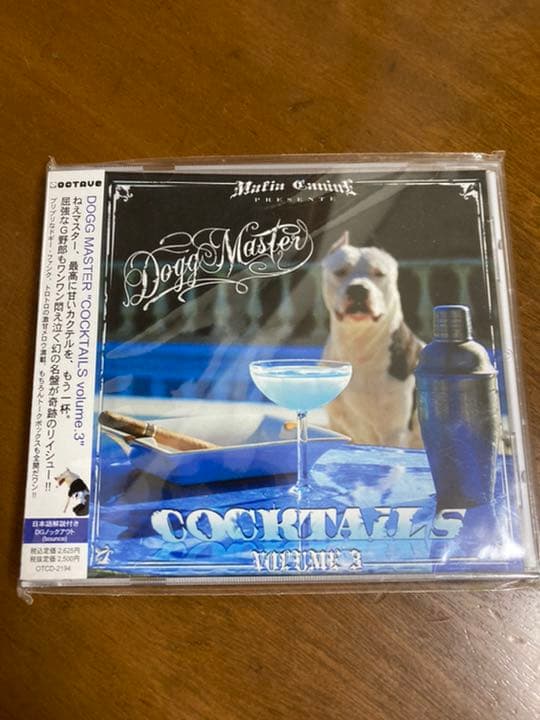 OCTAVE
DOGG MASTER "COCKTAILS volume.3"
ねえマスター、最高に甘いカクテルを、もう一杯。
屈強なG野郎もワンワン悶え泣く幻の名盤が奇跡のリイシュー!!
ブリブリなドギー・ファンク、トロトロの激甘メロウ満載、もちろんトークボックスも全開だワン!!
日本語解説付き
DGノックアウト
(bounce)
税込定価 2,625円
税抜定価 2,500円
OTCD-2194
Mafia Canine
PRESENTE
Dogg Master
COCKTAiLS
VOLUME 3